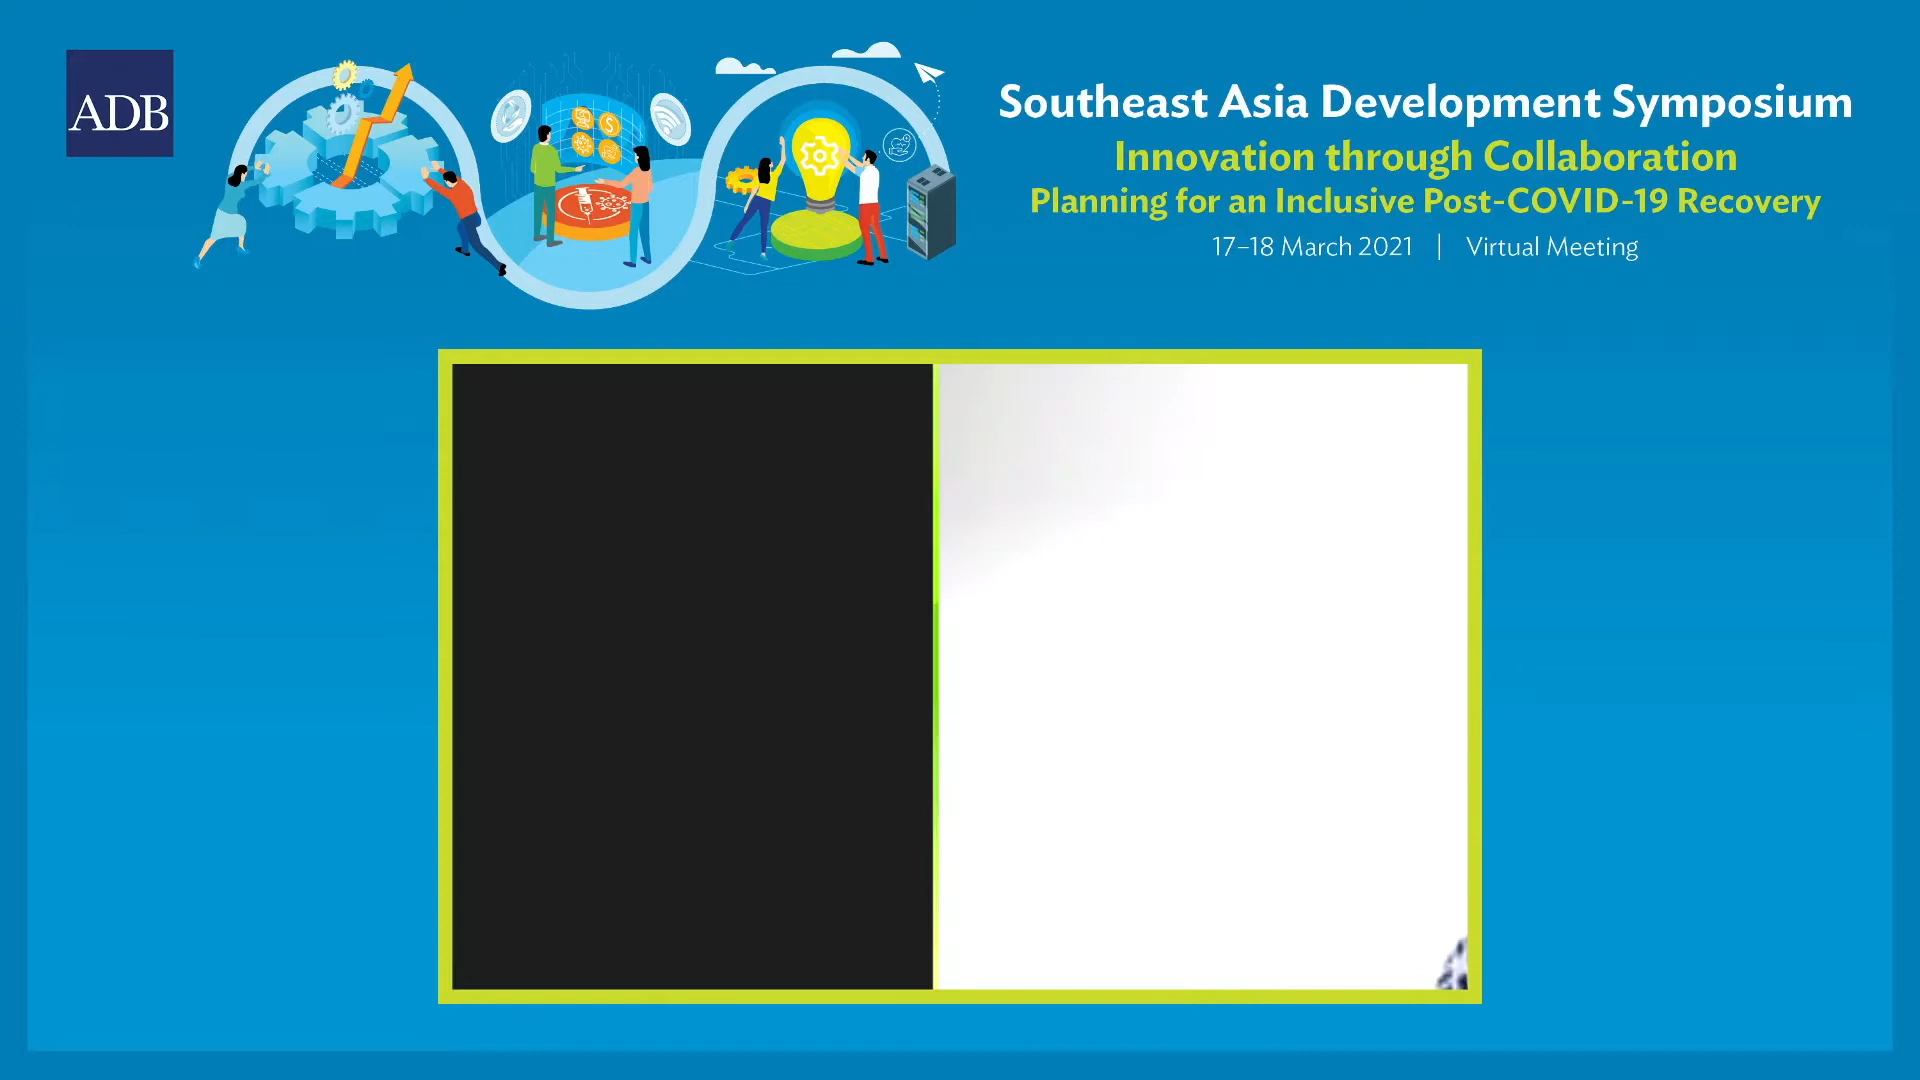 ADB
Southeast Asia Development Symposium
Innovation through Collaboration
Planning for an Inclusive Post-COVID-19 Recovery
17–18 March 2021 | Virtual Meeting